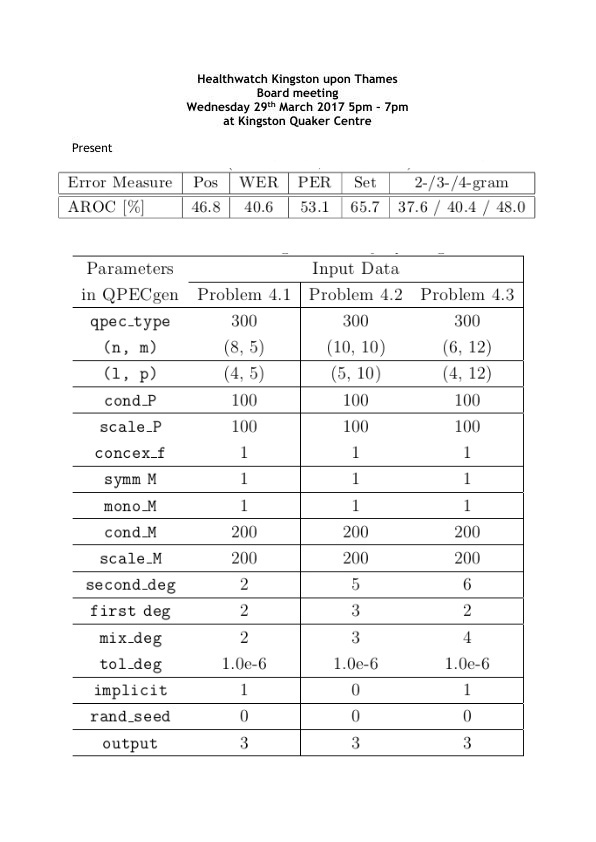 Healthwatch Kingston upon Thames
Board meeting
Wednesday 29th March 2017 5pm – 7pm
at Kingston Quaker Centre
Present
Error Measure Pos WER PER Set 2-/3-/4-gram
AROC [%] 46.8 40.6 53.1 65.7 37.6 / 40.4 / 48.0
Parameters Input Data
in QPECgen Problem 4.1 Problem 4.2 Problem 4.3
qpec_type 300 300 300
(n, m) (8, 5) (10, 10) (6, 12)
(l, p) (4, 5) (5, 10) (4, 12)
cond_P 100 100 100
scale_P 100 100 100
concex_f 1 1 1
symm M 1 1 1
mono_M 1 1 1
cond_M 200 200 200
scale_M 200 200 200
second_deg 2 5 6
first deg 2 3 2
mix_deg 2 3 4
tol_deg 1.0e-6 1.0e-6 1.0e-6
implicit 1 0 1
rand_seed 0 0 0
output 3 3 3